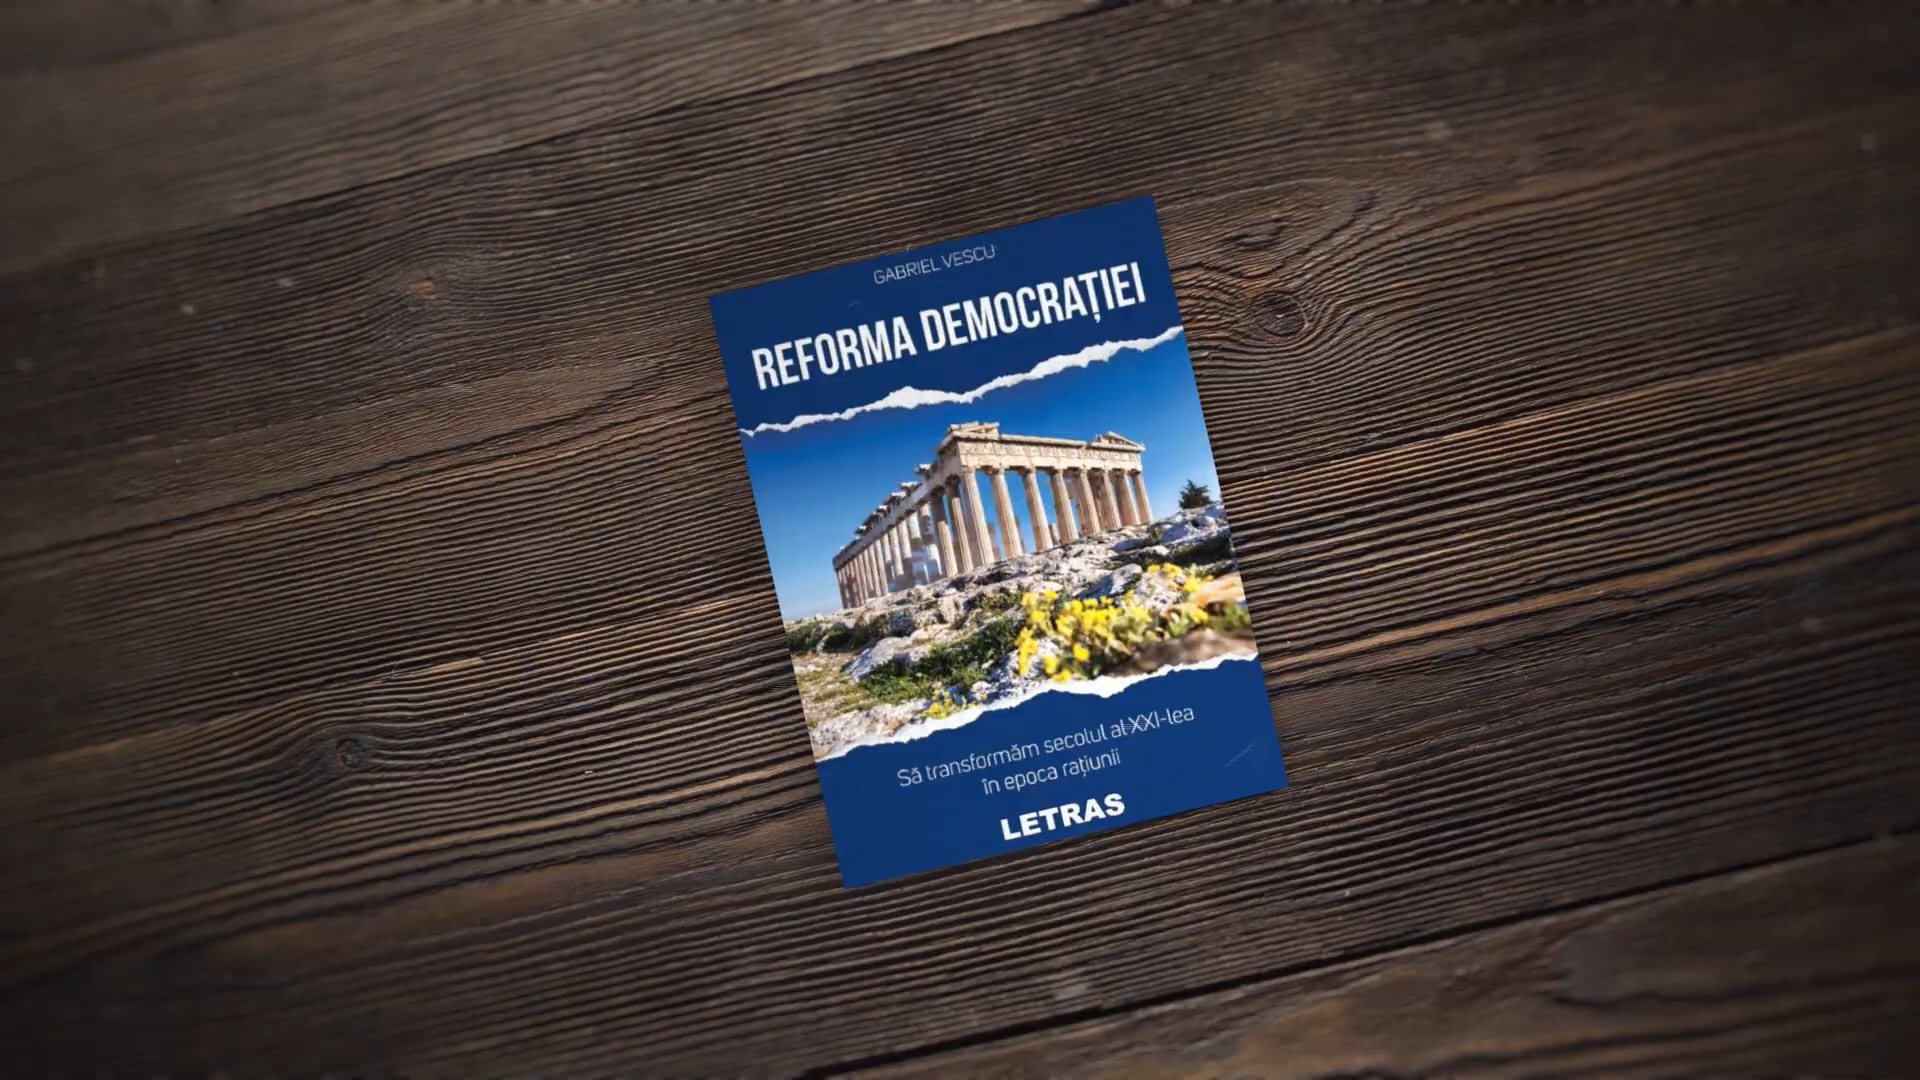 GABRIEL VESCU
REFORMA DEMOCRAȚIEI
Să transformăm secolul al XXI-lea
în epoca rațiunii
LETRAS